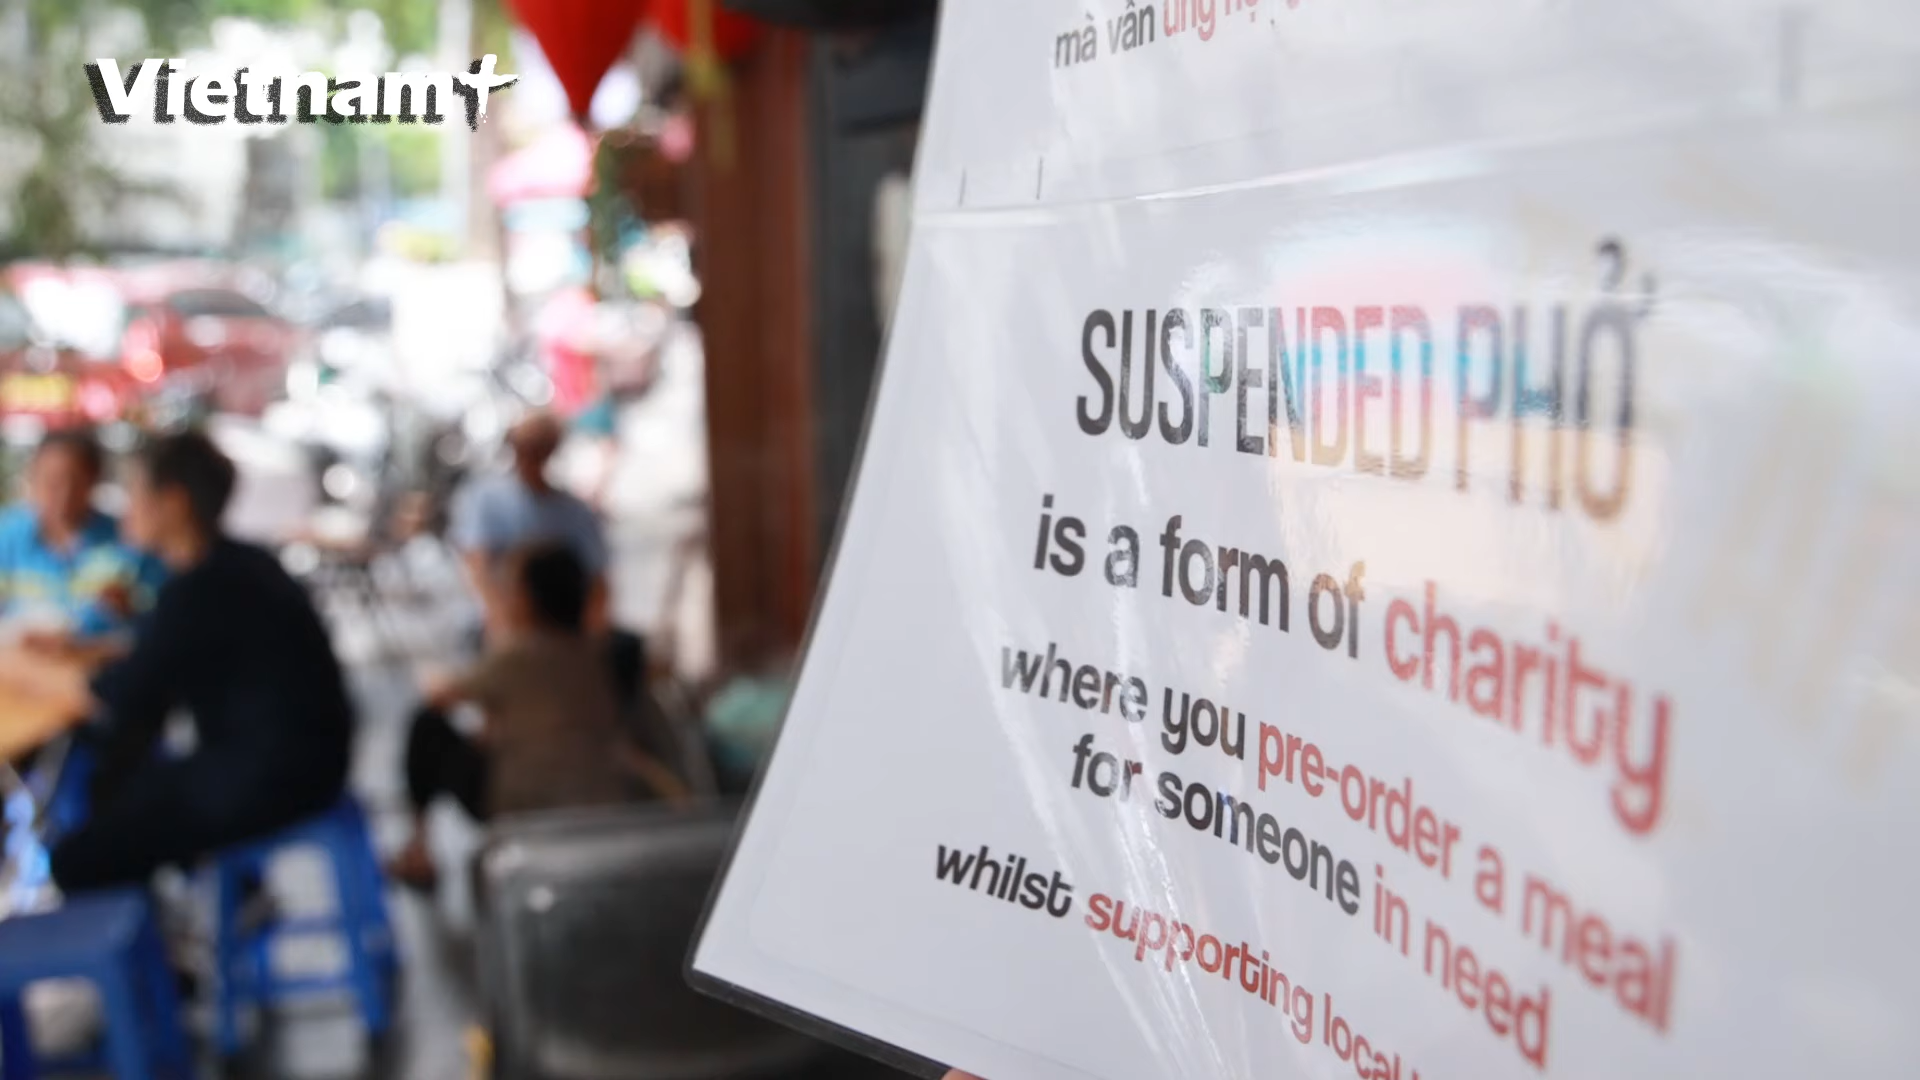 Vietnam+
mà vẫn ủng
SUSPENDED PHỞ
is a form of charity
where you pre-order a meal
for someone in need
whilst supporting local